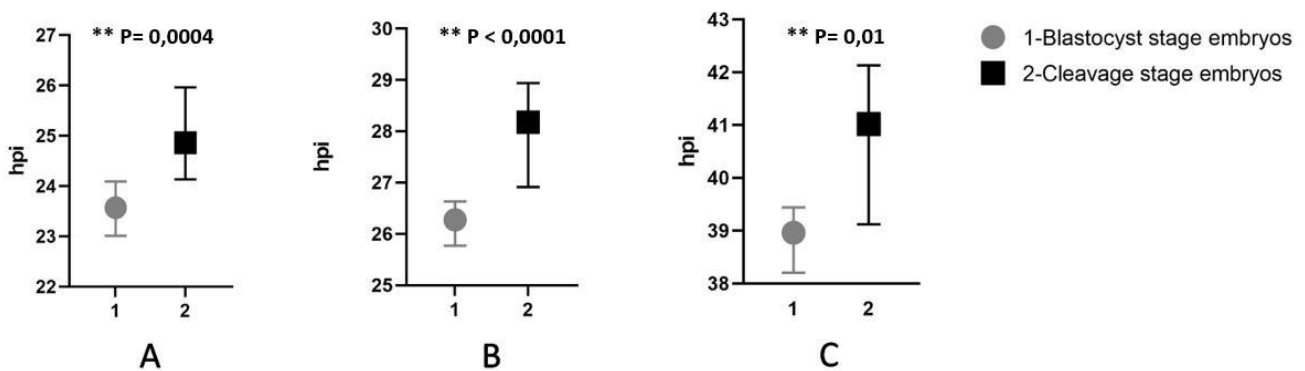 ** P= 0,0004
27
26
25
24
23
22
hpi
1 2
A
** P < 0,0001
30
29
28
27
26
25
hpi
1 2
B
** P= 0,01
43
42
41
40
39
38
hpi
1 2
C
1-Blastocyst stage embryos
2-Cleavage stage embryos